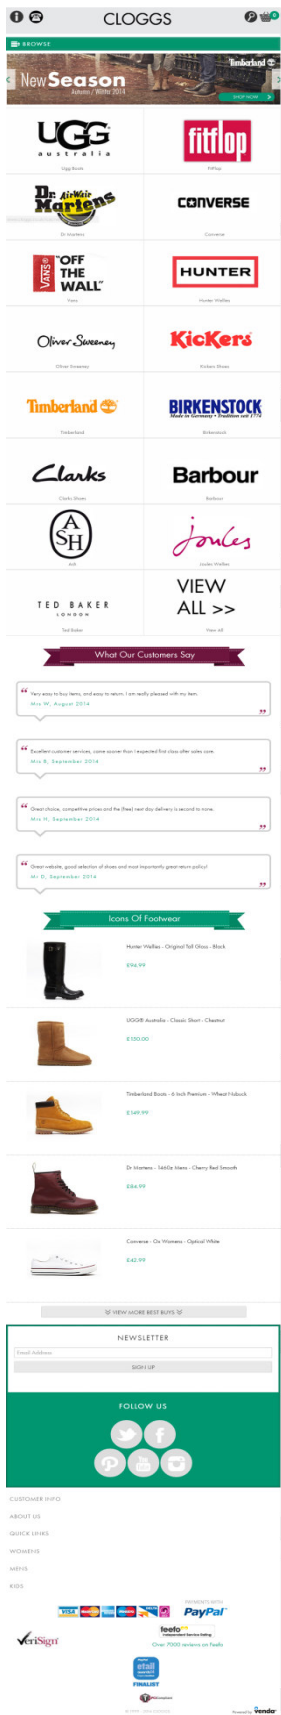 CLOGGS
0
BROWSE
Timberland
New Season
Autumn / Winter 2014
SHOP NOW >
UGG
australia
fitflop
Ugg Boots
FitFlop
Dr. Martens
AirWair
CONVERSE
Dr Martens
Converse
VANS
"OFF
THE
WALL"
HUNTER
Vans
Hunter Wellies
Oliver Sweeney
KicKers
Oliver Sweeney
Kickers Shoes
Timberland
BIRKENSTOCK
Made in Germany • Tradition seit 1774
Timberland
Birkenstock
Clarks
Barbour
Clarks Shoes
Barbour
ASH
Joules
Ash
Joules Wellies
TED BAKER
LONDON
VIEW
ALL >>
Ted Baker
View All
What Our Customers Say
“ Very easy to buy items, and easy to return. I am really pleased with my item.
Mrs W, August 2014 ”
“ Excellent customer services, came sooner than I expected first class after sales care.
Mrs B, September 2014 ”
“ Great choice, competitive prices and the (free) next day delivery is second to none.
Mrs H, September 2014 ”
“ Great website, good selection of shoes and most importantly great return policy!
Mr D, September 2014 ”
Icons Of Footwear
Hunter Wellies - Original Tall Gloss - Black
£94.99
UGG® Australia - Classic Short - Chestnut
£150.00
Timberland Boots - 6 Inch Premium - Wheat Nubuck
£149.99
Dr Martens - 1460z Mens - Cherry Red Smooth
£84.99
Converse - Ox Womens - Optical White
£42.99
VIEW MORE BEST BUYS
NEWSLETTER
Email Address
SIGN UP
FOLLOW US
You
Tube
CUSTOMER INFO
ABOUT US
QUICK LINKS
WOMENS
MENS
KIDS
VISA
DELTA
PAYMENTS WITH
PayPal
VeriSign
feefo
Independent Service Rating
Over 7000 reviews on Feefo
etail
FINALIST
Powered by venda